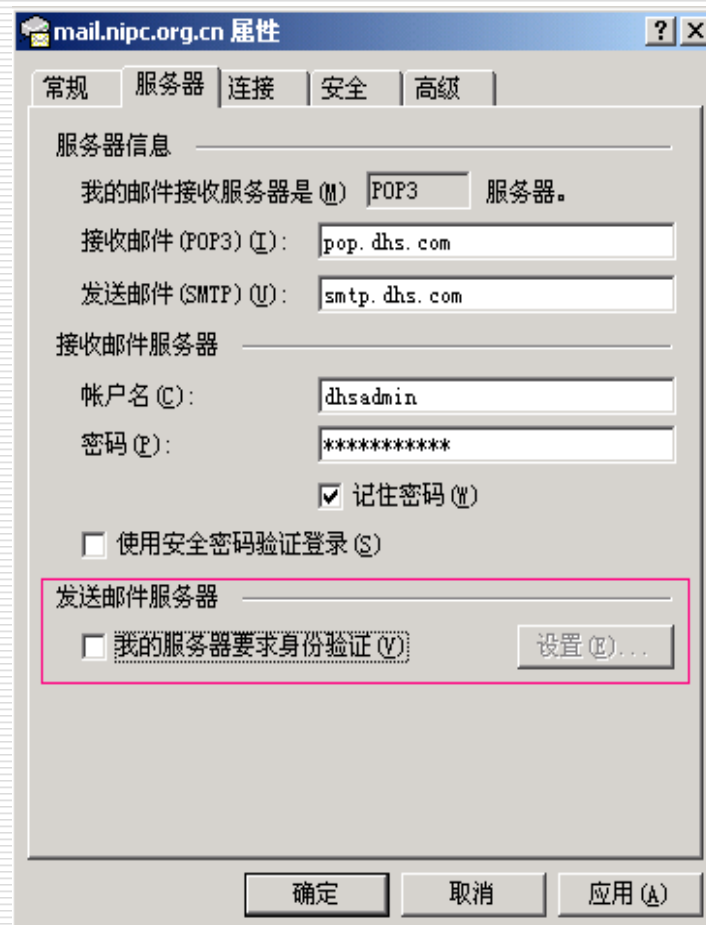 mail.nipc.org.cn 属性
常规 服务器 连接 安全 高级
服务器信息
我的邮件接收服务器是(M) POP3 服务器。
接收邮件(POP3)(I): pop.dhs.com
发送邮件(SMTP)(U): smtp.dhs.com
接收邮件服务器
帐户名(C): dhsadmin
密码(P): ***********
记住密码(W)
使用安全密码验证登录(S)
发送邮件服务器
我的服务器要求身份验证(V) 设置(E)...
确定 取消 应用(A)